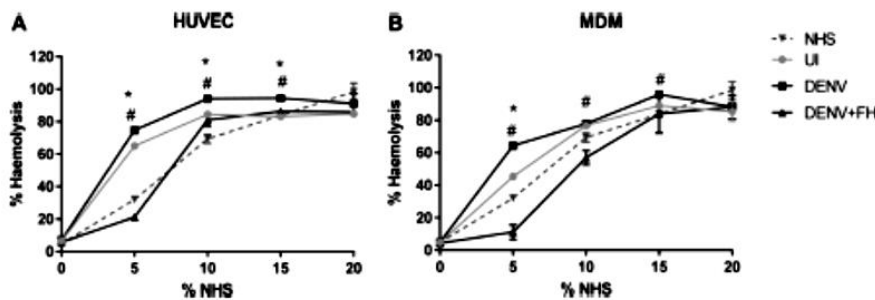 A HUVEC
120
100
80
60
40
20
0
% Haemolysis
* * *
# # #
0 5 10 15 20
% NHS
B MDM
120
100
80
60
40
20
0
% Haemolysis
*
# # #
0 5 10 15 20
% NHS
NHS
UI
DENV
DENV+FH